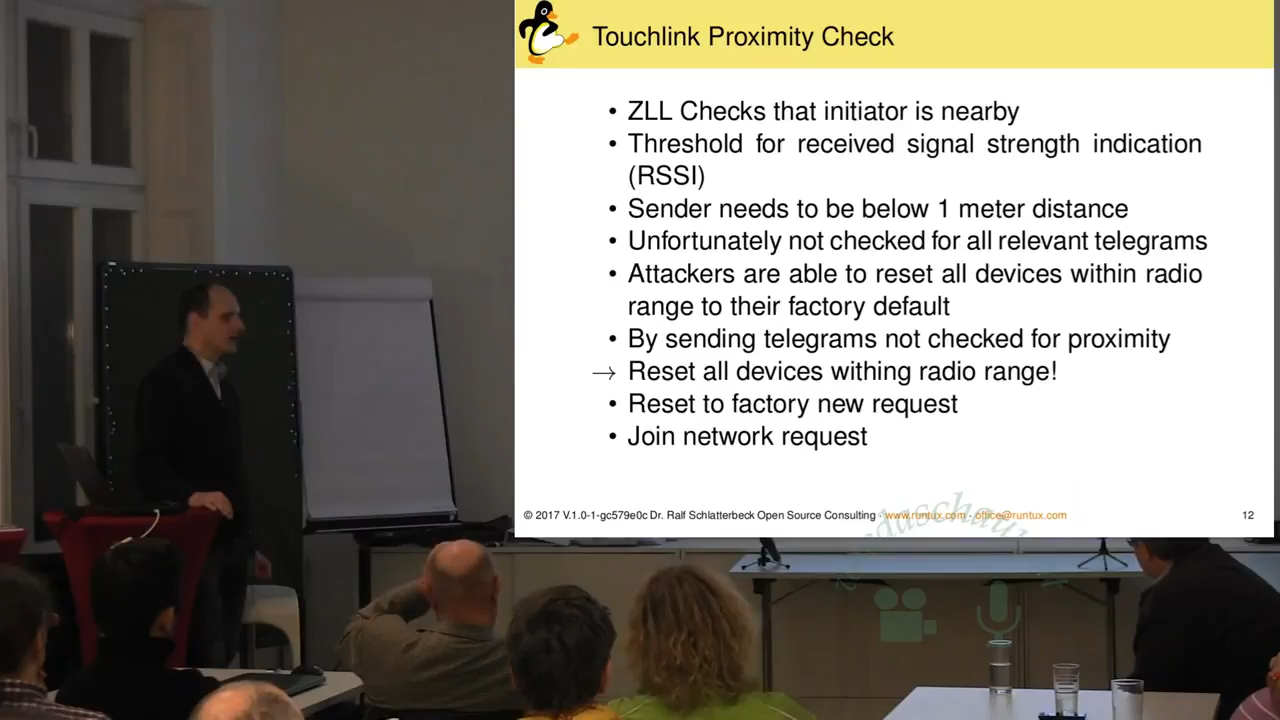 Touchlink Proximity Check
• ZLL Checks that initiator is nearby
• Threshold for received signal strength indication
(RSSI)
• Sender needs to be below 1 meter distance
• Unfortunately not checked for all relevant telegrams
• Attackers are able to reset all devices within radio
range to their factory default
• By sending telegrams not checked for proximity
→ Reset all devices withing radio range!
• Reset to factory new request
• Join network request
© 2017 V.1.0-1-gc579e0c Dr. Ralf Schlatterbeck Open Source Consulting · www.runtux.com · office@runtux.com 12